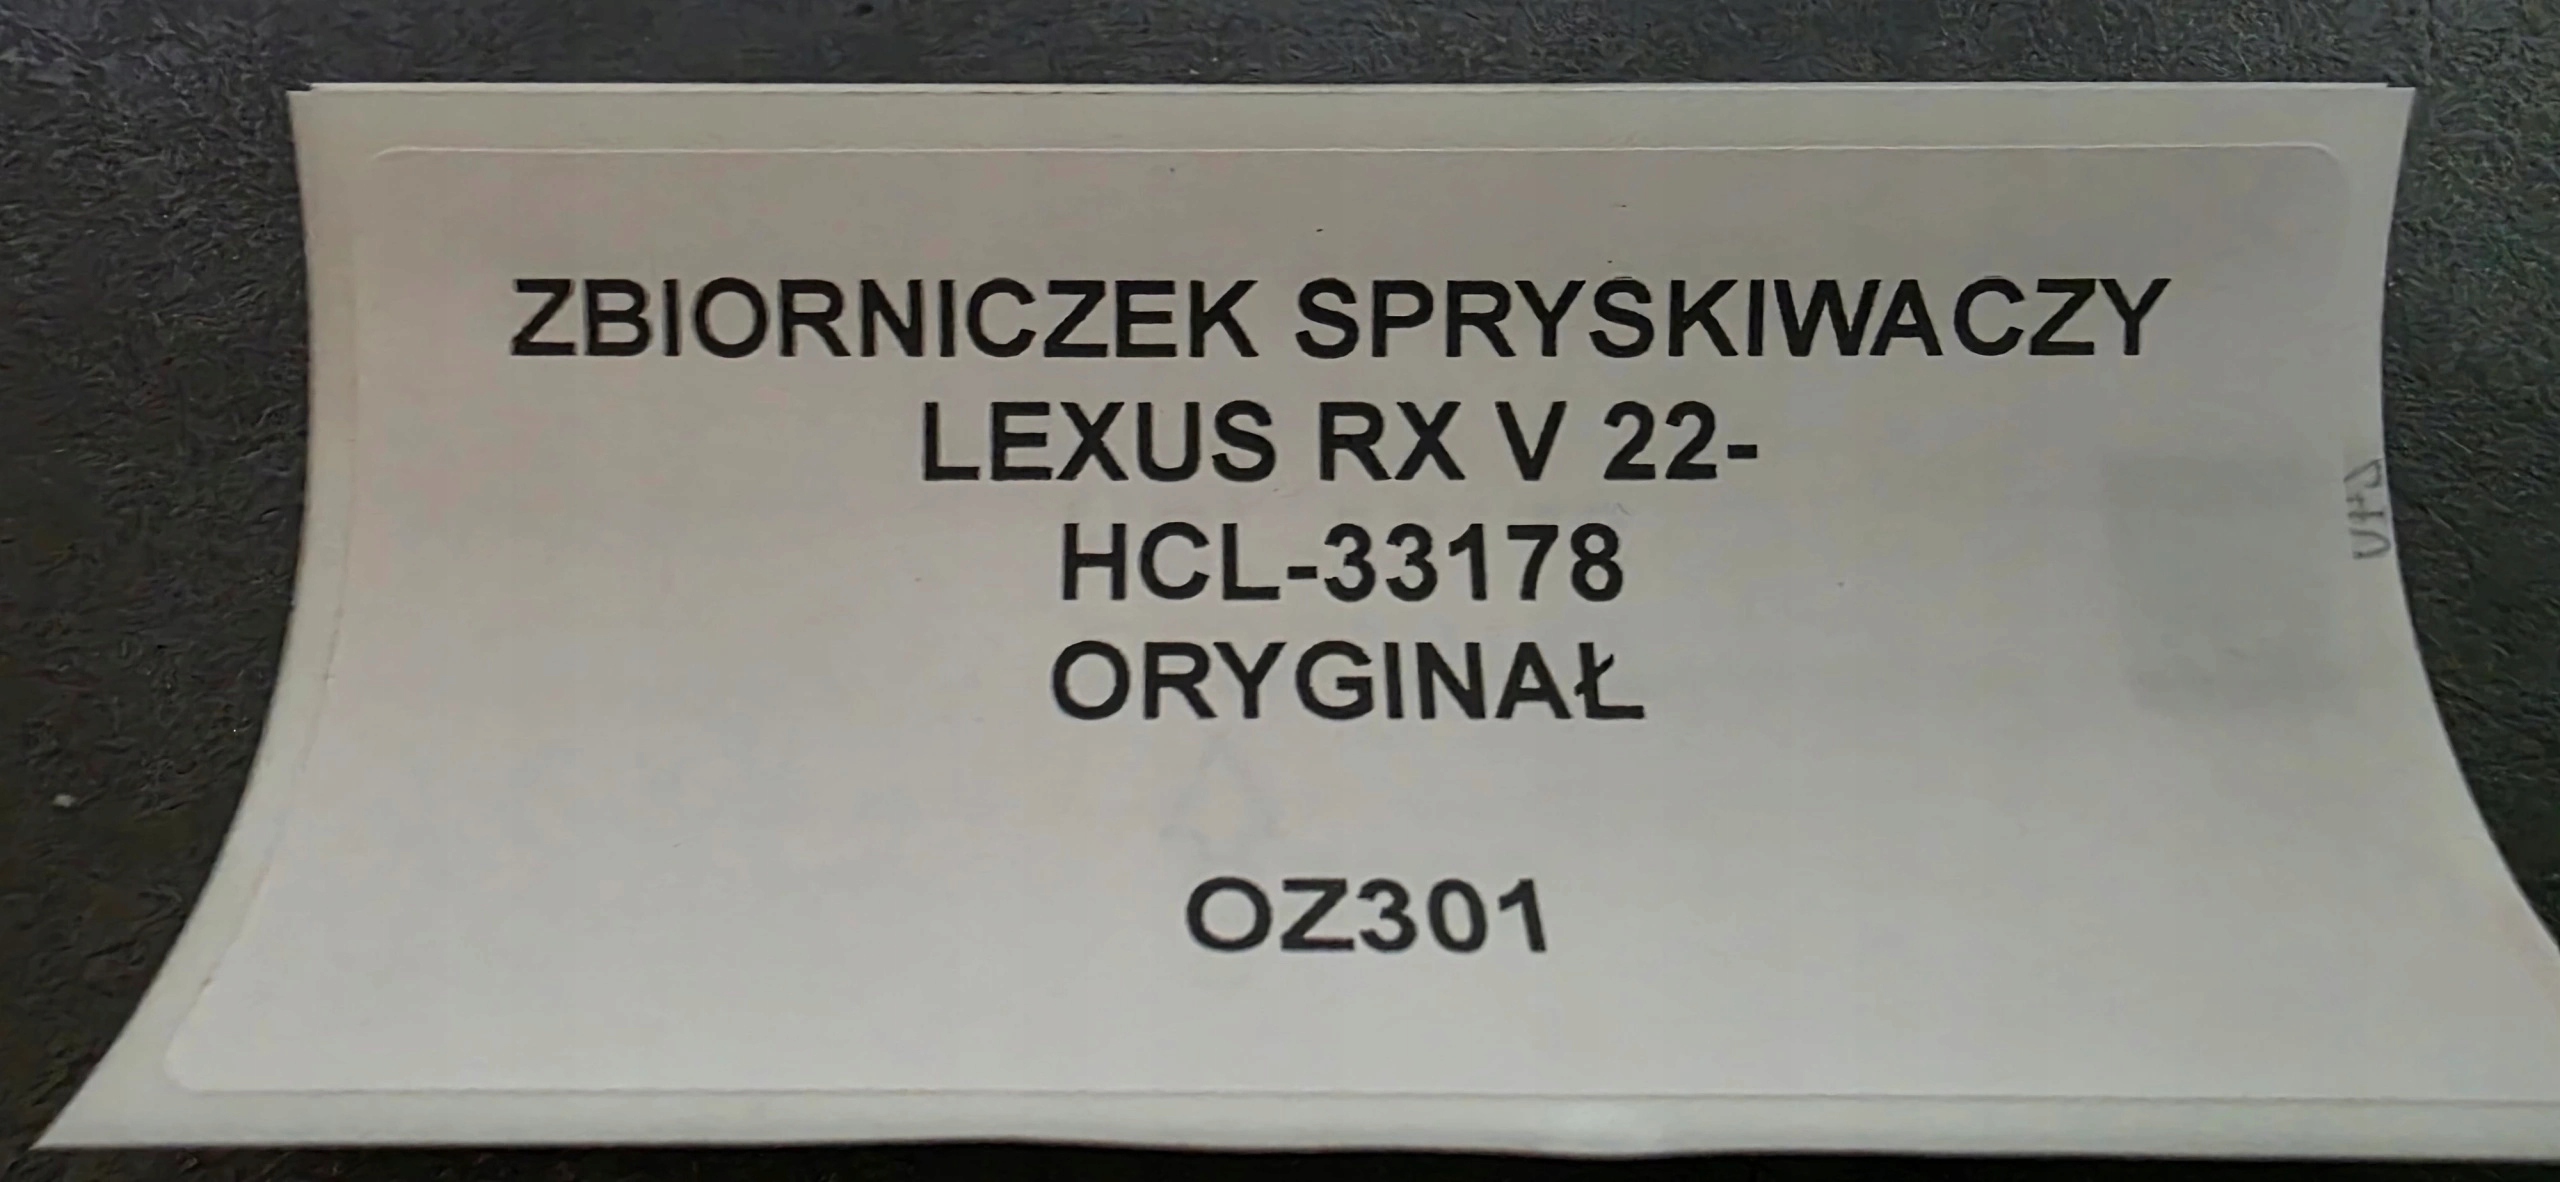 ZBIORNICZEK SPRYSKIWACZY
LEXUS RX V 22-
HCL-33178
ORYGINAŁ
OZ301